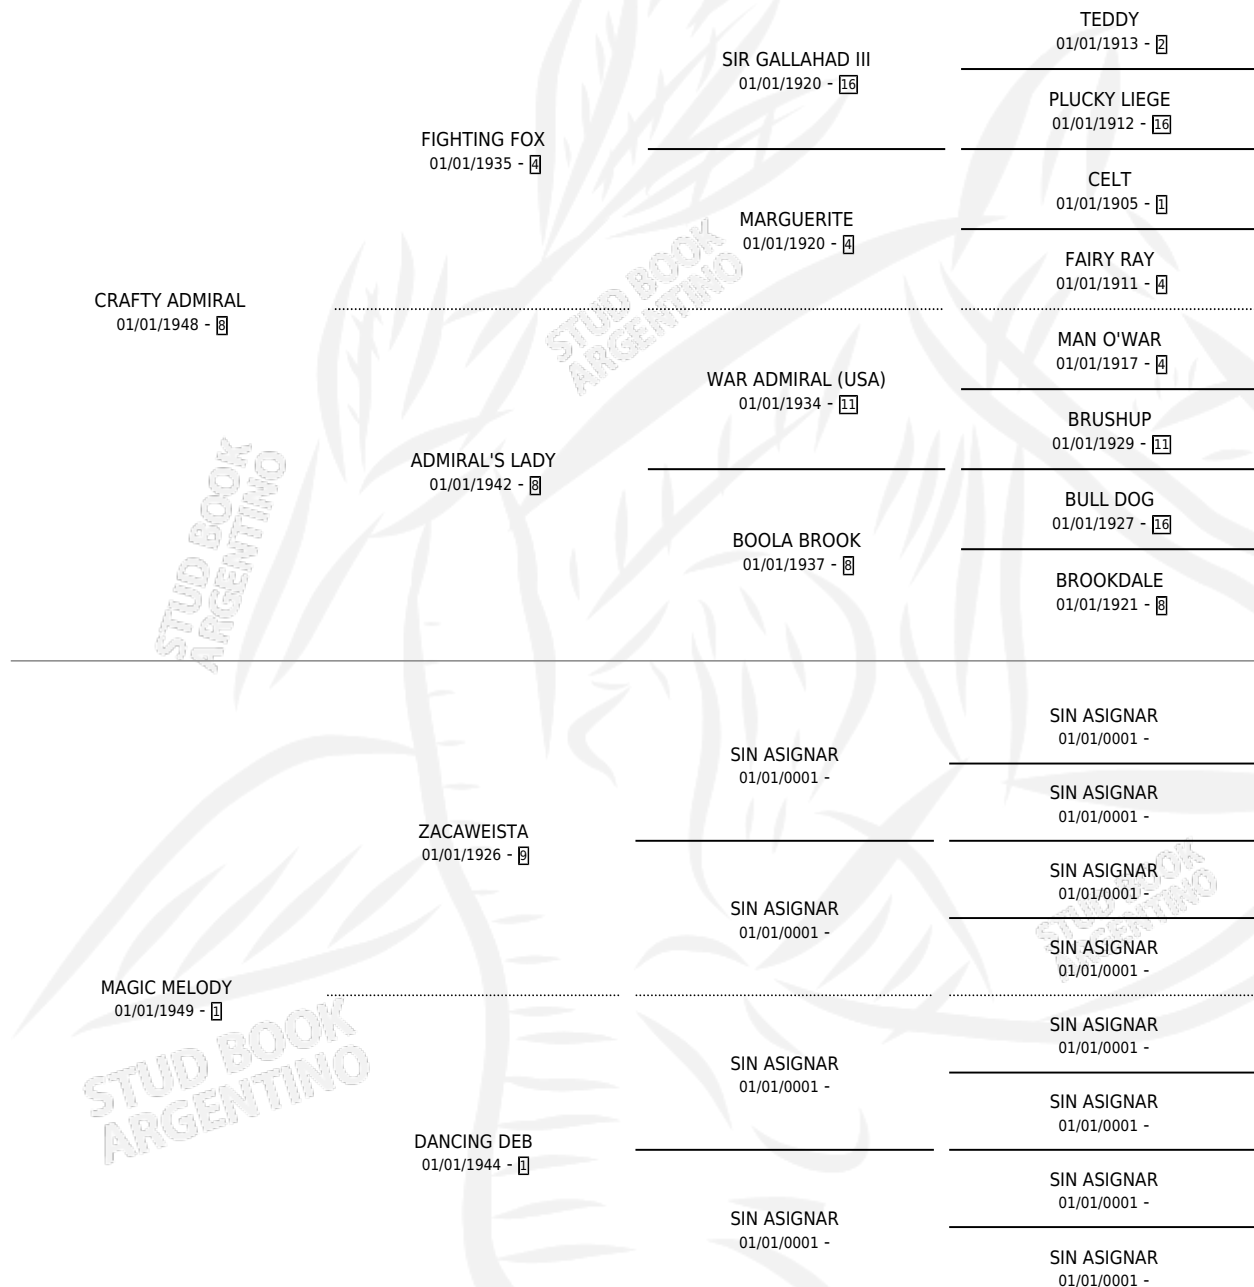 TEDDY
01/01/1913 - 2
SIR GALLAHAD III
01/01/1920 - 16
PLUCKY LIEGE
01/01/1912 - 16
FIGHTING FOX
01/01/1935 - 4
CELT
01/01/1905 - 1
MARGUERITE
01/01/1920 - 4
FAIRY RAY
01/01/1911 - 4
CRAFTY ADMIRAL
01/01/1948 - 8
MAN O'WAR
01/01/1917 - 4
WAR ADMIRAL (USA)
01/01/1934 - 11
BRUSHUP
01/01/1929 - 11
ADMIRAL'S LADY
01/01/1942 - 8
BULL DOG
01/01/1927 - 16
BOOLA BROOK
01/01/1937 - 8
BROOKDALE
01/01/1921 - 8
SIN ASIGNAR
01/01/0001 -
SIN ASIGNAR
01/01/0001 -
SIN ASIGNAR
01/01/0001 -
ZACAWEISTA
01/01/1926 - 9
SIN ASIGNAR
01/01/0001 -
SIN ASIGNAR
01/01/0001 -
SIN ASIGNAR
01/01/0001 -
MAGIC MELODY
01/01/1949 - 1
SIN ASIGNAR
01/01/0001 -
SIN ASIGNAR
01/01/0001 -
SIN ASIGNAR
01/01/0001 -
DANCING DEB
01/01/1944 - 1
SIN ASIGNAR
01/01/0001 -
SIN ASIGNAR
01/01/0001 -
SIN ASIGNAR
01/01/0001 -
STUD BOOK
ARGENTINO
STUD BOOK
ARGENTINO
STUD BOOK
ARGENTINO
STUD BOOK
ARGENTINO